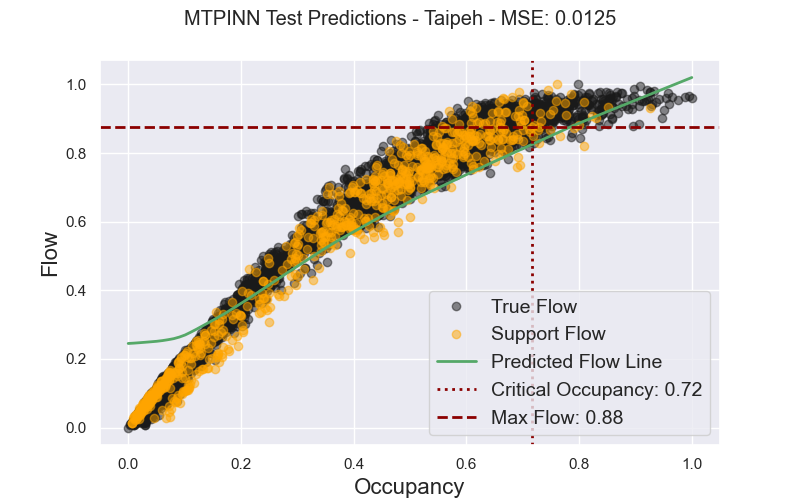 MTPINN Test Predictions - Taipeh - MSE: 0.0125
1.0
0.8
0.6
0.4
0.2
0.0
Flow
True Flow
Support Flow
Predicted Flow Line
Critical Occupancy: 0.72
Max Flow: 0.88
0.0 0.2 0.4 0.6 0.8 1.0
Occupancy